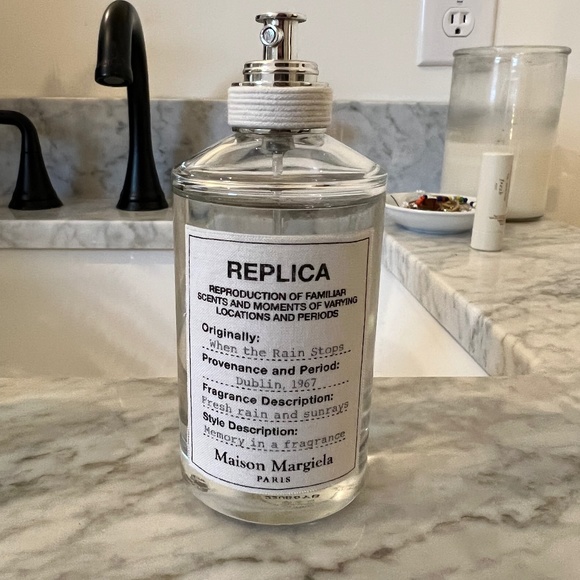 REPLICA
REPRODUCTION OF FAMILIAR
SCENTS AND MOMENTS OF VARYING
LOCATIONS AND PERIODS
Originally:
When the Rain Stops
Provenance and Period:
Dublin, 1967
Fragrance Description:
Fresh rain and sunrays
Style Description:
Memory in a fragrance
Maison Margiela
PARIS